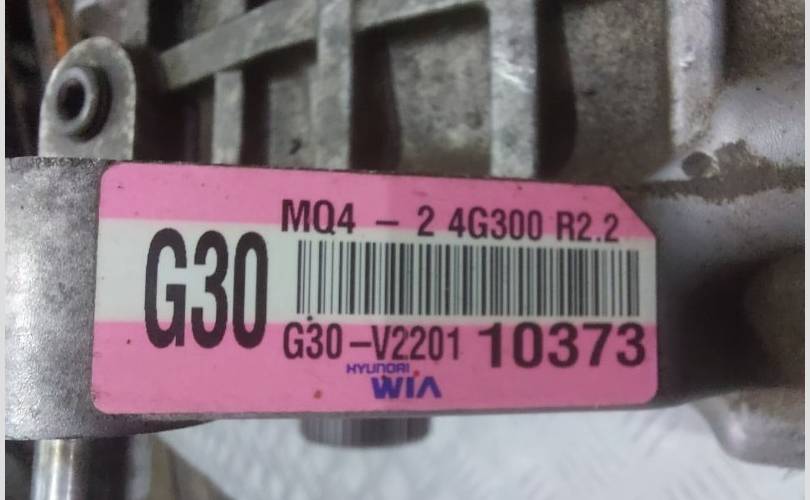 MQ4 - 2 4G300 R2.2
G30
G30-V2201 10373
HYUNDAI
WIA